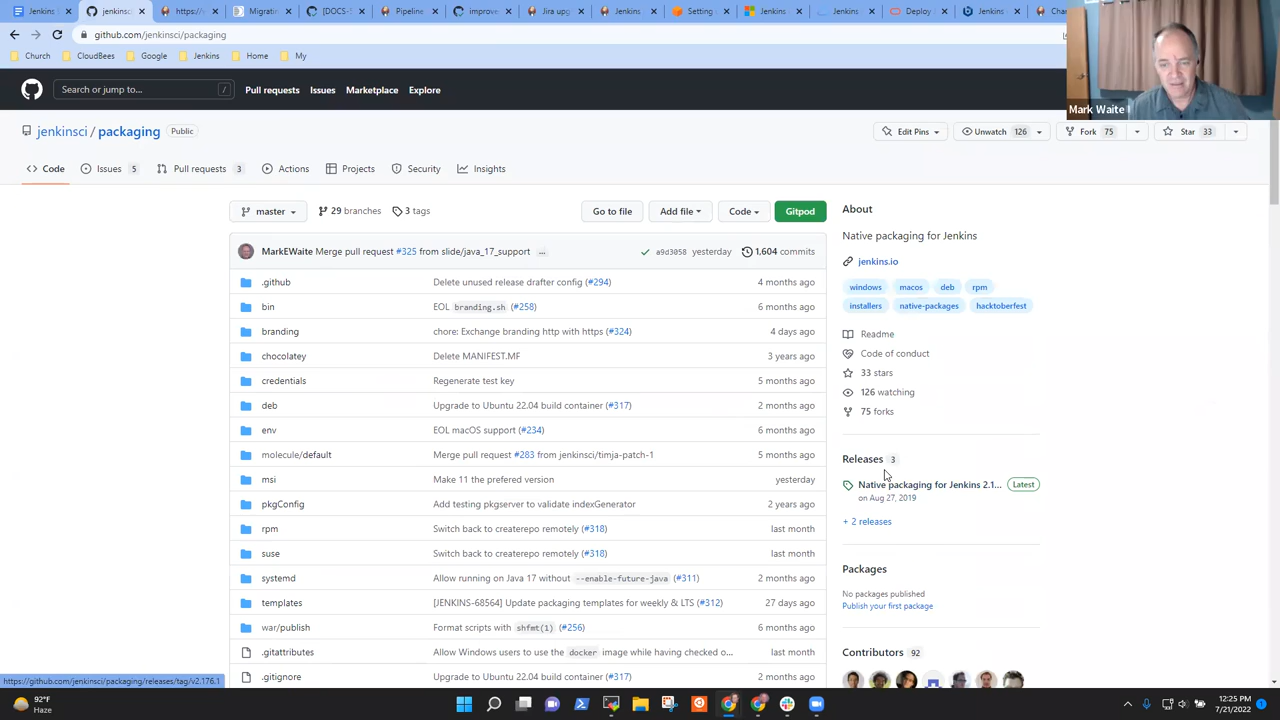 Jenkins
jenkins
https://w
Migratin
[DOCS-
Pipeline
improve
Jira upg
Jenkins
Setting
Microsoft
Jenkins
Deploy
Jenkins
Cha
github.com/jenkinsci/packaging
Church
CloudBees
Google
Jenkins
Home
My
Mark Waite
Search or jump to...
/
Pull requests
Issues
Marketplace
Explore
jenkinsci / packaging
Public
Edit Pins
Unwatch 126
Fork 75
Star 33
Code
Issues 5
Pull requests 3
Actions
Projects
Security
Insights
master
29 branches
3 tags
Go to file
Add file
Code
Gitpod
MarkEWaite Merge pull request #325 from slide/java_17_support ... a9d3058 yesterday 1,604 commits
.github Delete unused release drafter config (#294) 4 months ago
bin EOL branding.sh (#258) 6 months ago
branding chore: Exchange branding http with https (#324) 4 days ago
chocolatey Delete MANIFEST.MF 3 years ago
credentials Regenerate test key 5 months ago
deb Upgrade to Ubuntu 22.04 build container (#317) 2 months ago
env EOL macOS support (#234) 6 months ago
molecule/default Merge pull request #283 from jenkinsci/timja-patch-1 5 months ago
msi Make 11 the prefered version yesterday
pkgConfig Add testing pkgserver to validate indexGenerator 2 years ago
rpm Switch back to createrepo remotely (#318) last month
suse Switch back to createrepo remotely (#318) last month
systemd Allow running on Java 17 without --enable-future-java (#311) 2 months ago
templates [JENKINS-68564] Update packaging templates for weekly & LTS (#312) 27 days ago
war/publish Format scripts with shfmt(1) (#256) 6 months ago
.gitattributes Allow Windows users to use the docker image while having checked o... last month
.gitignore Upgrade to Ubuntu 22.04 build container (#317) 2 months ago
About
Native packaging for Jenkins
jenkins.io
windows macos deb rpm
installers native-packages hacktoberfest
Readme
Code of conduct
33 stars
126 watching
75 forks
Releases 3
Native packaging for Jenkins 2.1... Latest
on Aug 27, 2019
+ 2 releases
Packages
No packages published
Publish your first package
Contributors 92
https://github.com/jenkinsci/packaging/releases/tag/v2.176.1
92°F
Haze
12:25 PM
7/21/2022